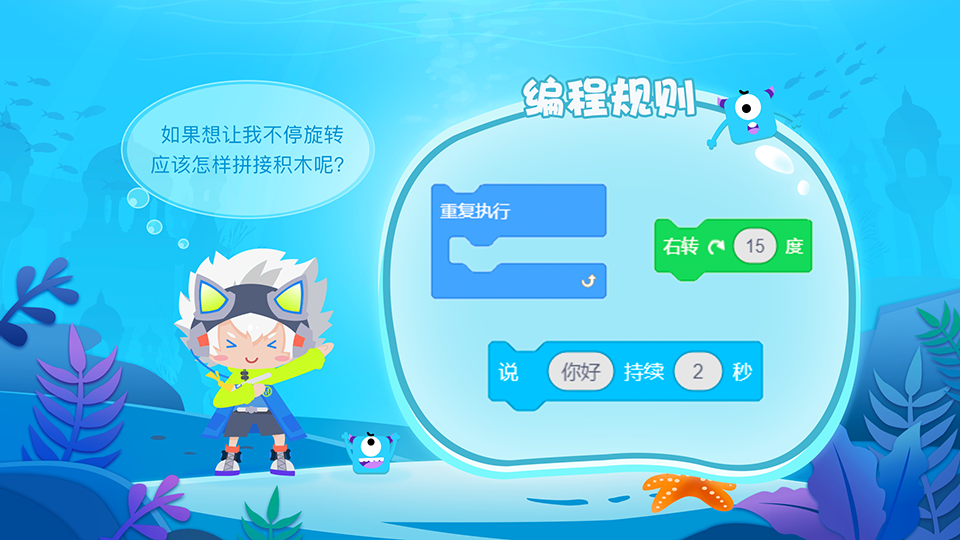 编程规则
如果想让我不停旋转
应该怎样拼接积木呢?
重复执行
右转 15 度
说 你好 持续 2 秒